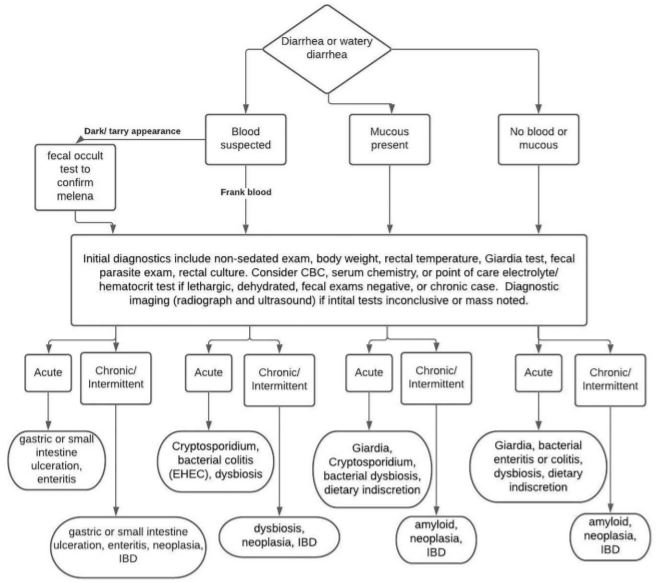 Diarrhea or watery
diarrhea
Dark/ tarry appearance
Blood
suspected
Mucous
present
No blood or
mucous
fecal occult
test to
confirm
melena
Frank blood
Initial diagnostics include non-sedated exam, body weight, rectal temperature, Giardia test, fecal
parasite exam, rectal culture. Consider CBC, serum chemistry, or point of care electrolyte/
hematocrit test if lethargic, dehydrated, fecal exams negative, or chronic case. Diagnostic
imaging (radiograph and ultrasound) if intital tests inconclusive or mass noted.
Acute
Chronic/
Intermittent
Acute
Chronic/
Intermittent
Acute
Chronic/
Intermittent
Acute
Chronic/
Intermittent
gastric or small
intestine
ulceration,
enteritis
Cryptosporidium,
bacterial colitis
(EHEC), dysbiosis
Giardia,
Cryptosporidium,
bacterial dysbiosis,
dietary indiscretion
Giardia, bacterial
enteritis or colitis,
dysbiosis, dietary
indiscretion
gastric or small intestine
ulceration, enteritis, neoplasia,
IBD
dysbiosis,
neoplasia, IBD
amyloid,
neoplasia,
IBD
amyloid,
neoplasia,
IBD